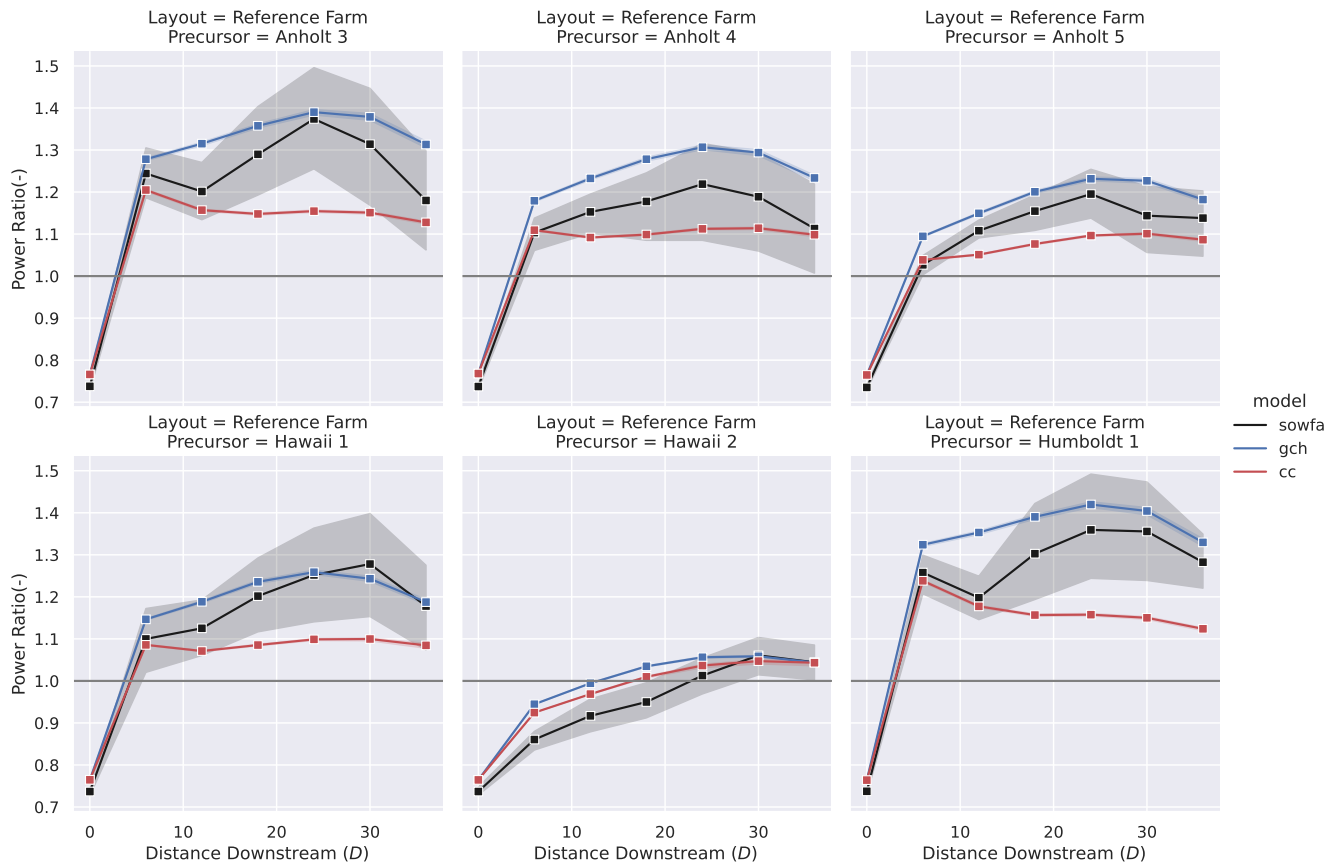 Layout = Reference Farm
Precursor = Anholt 3
Layout = Reference Farm
Precursor = Anholt 4
Layout = Reference Farm
Precursor = Anholt 5
1.5
1.4
1.3
1.2
1.1
1.0
0.9
0.8
0.7
Power Ratio(-)
Layout = Reference Farm
Precursor = Hawaii 1
Layout = Reference Farm
Precursor = Hawaii 2
Layout = Reference Farm
Precursor = Humboldt 1
1.5
1.4
1.3
1.2
1.1
1.0
0.9
0.8
0.7
Power Ratio(-)
0 10 20 30
Distance Downstream (D)
0 10 20 30
Distance Downstream (D)
0 10 20 30
Distance Downstream (D)
model
sowfa
gch
cc